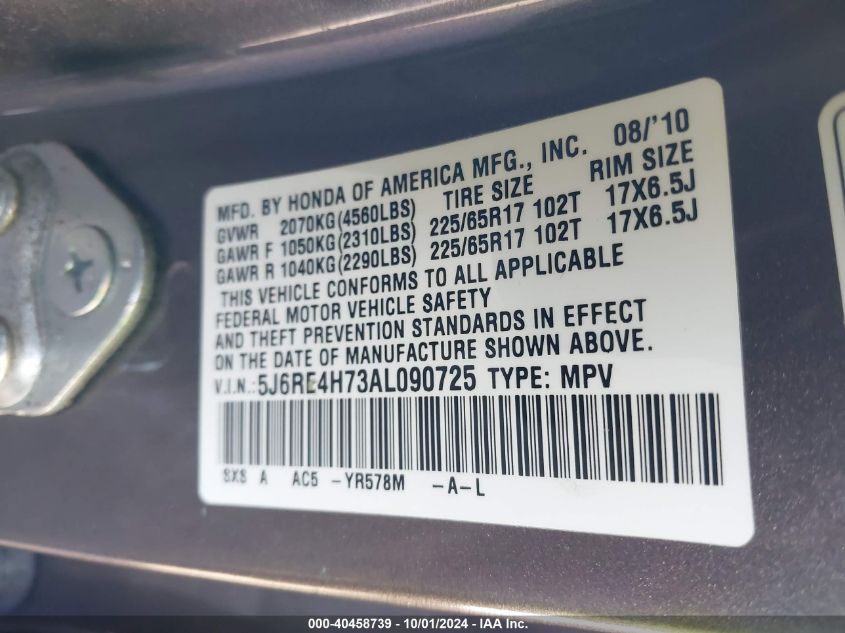 MFD. BY HONDA OF AMERICA MFG., INC. 08/'10
GVWR 2070KG(4560LBS) TIRE SIZE RIM SIZE
GAWR F 1050KG(2310LBS) 225/65R17 102T 17X6.5J
GAWR R 1040KG(2290LBS) 225/65R17 102T 17X6.5J
THIS VEHICLE CONFORMS TO ALL APPLICABLE
FEDERAL MOTOR VEHICLE SAFETY
AND THEFT PREVENTION STANDARDS IN EFFECT
ON THE DATE OF MANUFACTURE SHOWN ABOVE.
V.I.N.: 5J6RE4H73AL090725 TYPE: MPV
SXS A AC5 -YR578M -A-L
000-40458739 - 10/01/2024 - IAA Inc.